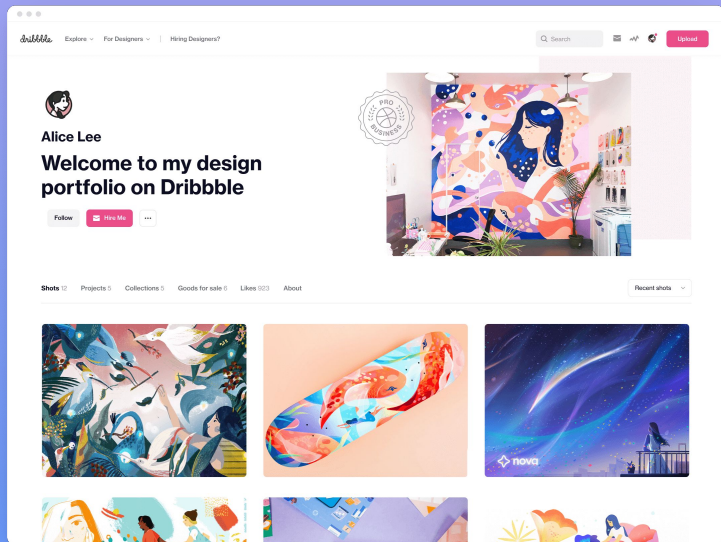 dribbble
Explore
For Designers
Hiring Designers?
Search
Upload
PRO
BUSINESS
Alice Lee
Welcome to my design
portfolio on Dribbble
Follow
Hire Me
Shots 12
Projects 5
Collections 5
Goods for sale 6
Likes 923
About
Recent shots
nova